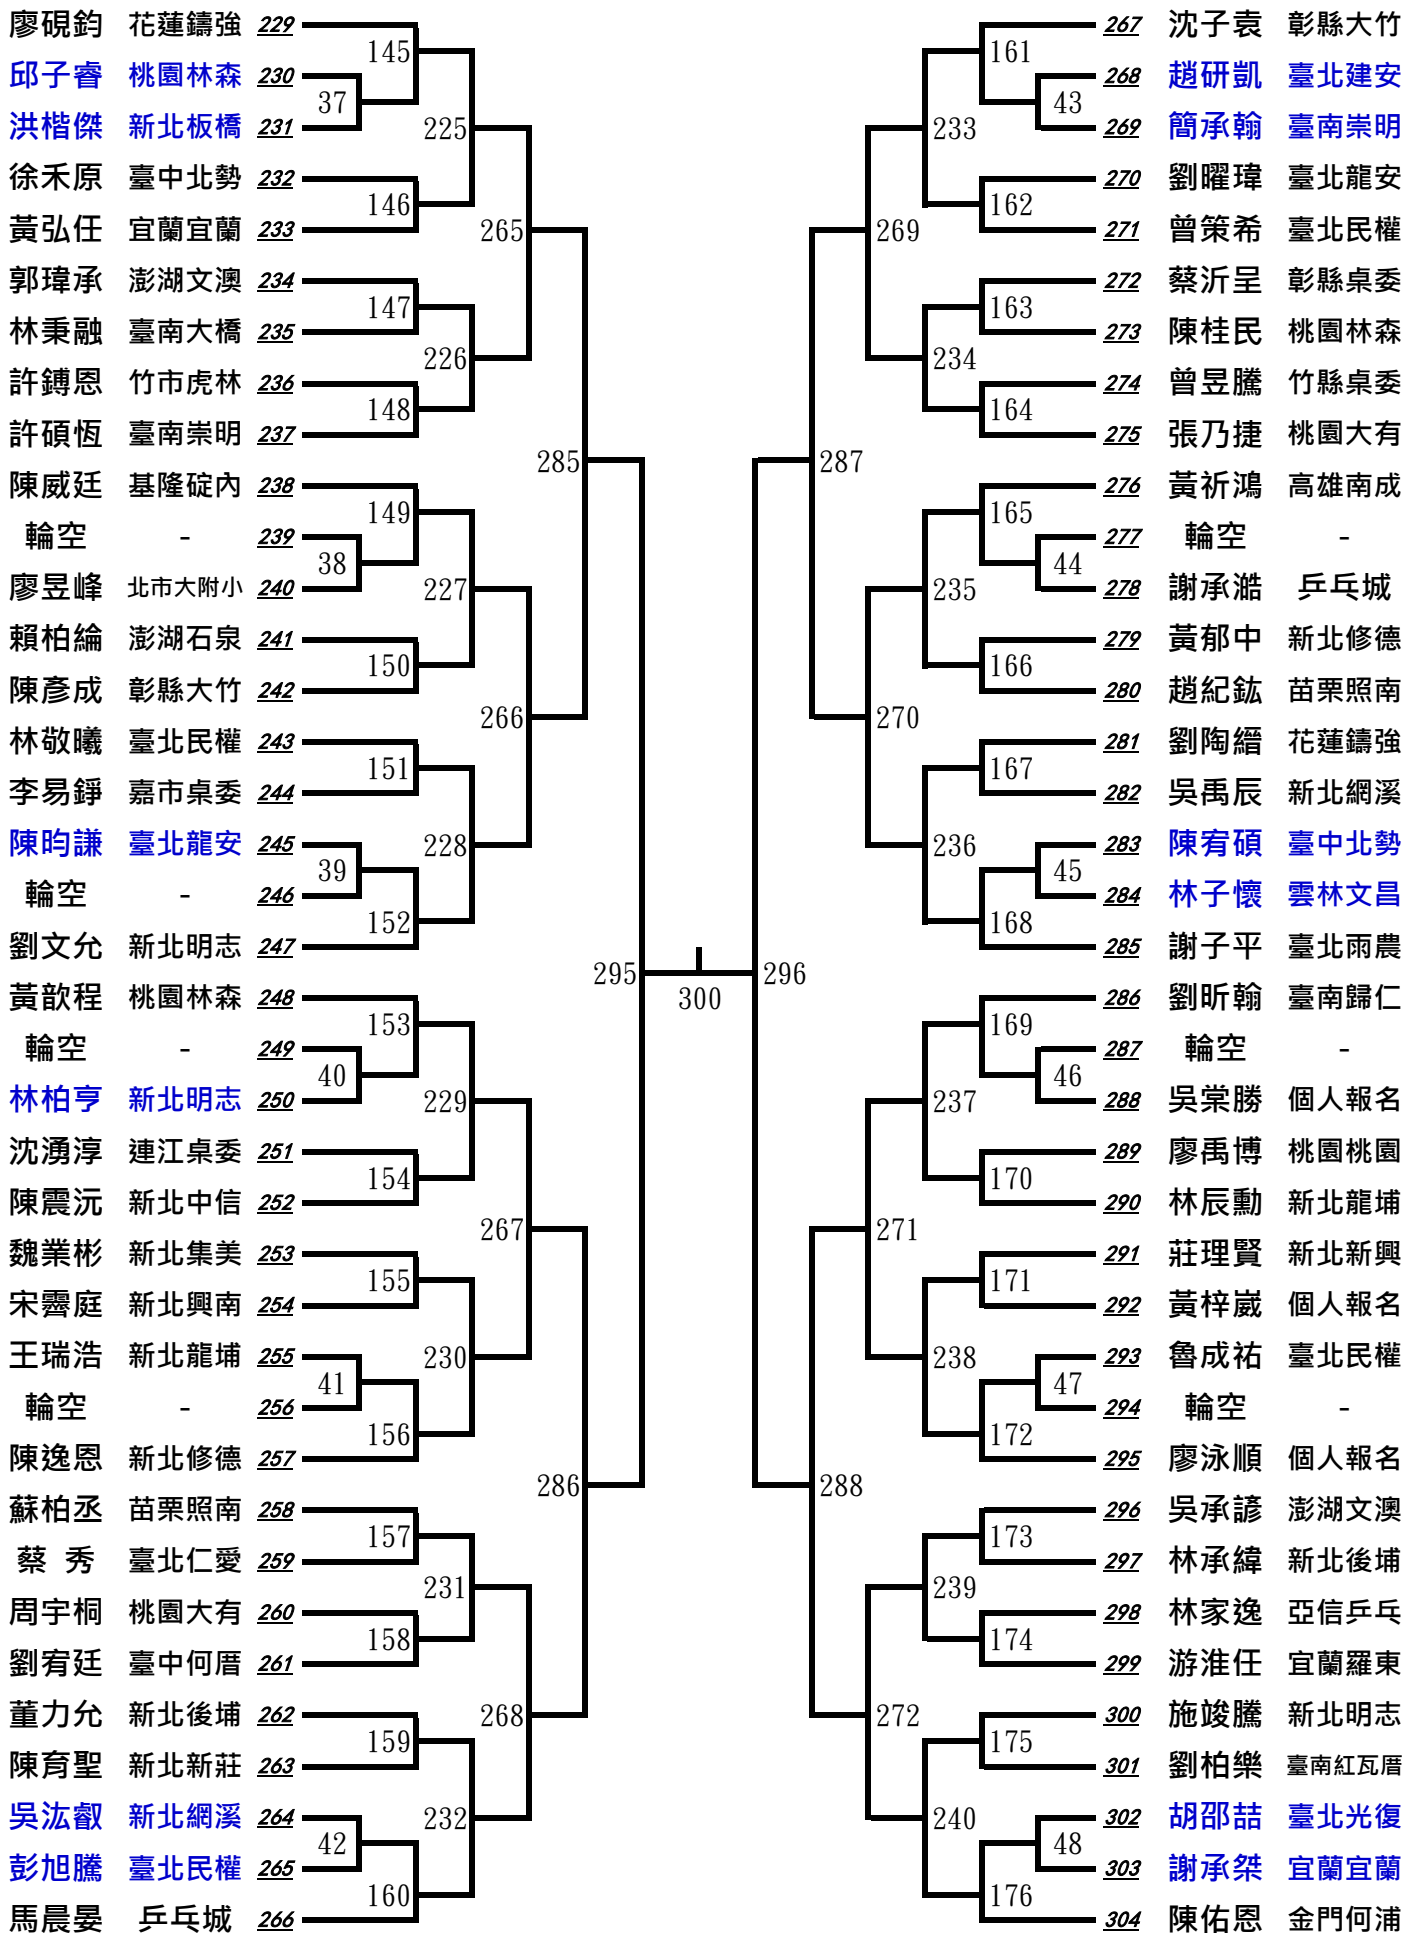 廖硯鈞 花蓮鑄強 229
邱子睿 桃園林森 230
洪楷傑 新北板橋 231
徐禾原 臺中北勢 232
黃弘任 宜蘭宜蘭 233
郭瑋承 澎湖文澳 234
林秉融 臺南大橋 235
許鎛恩 竹市虎林 236
許碩恆 臺南崇明 237
陳威廷 基隆碇內 238
輪空 - 239
廖昱峰 北市大附小 240
賴柏綸 澎湖石泉 241
陳彥成 彰縣大竹 242
林敬曦 臺北民權 243
李易錚 嘉市桌委 244
陳昀謙 臺北龍安 245
輪空 - 246
劉文允 新北明志 247
黃歆程 桃園林森 248
輪空 - 249
林柏亨 新北明志 250
沈湧淳 連江桌委 251
陳震沅 新北中信 252
魏業彬 新北集美 253
宋霽庭 新北興南 254
王瑞浩 新北龍埔 255
輪空 - 256
陳逸恩 新北修德 257
蘇柏丞 苗栗照南 258
蔡 秀 臺北仁愛 259
周宇桐 桃園大有 260
劉宥廷 臺中何厝 261
董力允 新北後埔 262
陳育聖 新北新莊 263
吳汯叡 新北網溪 264
彭旭騰 臺北民權 265
馬晨晏 乒乓城 266
37
38
39
40
41
42
145
146
147
148
149
150
151
152
153
154
155
156
157
158
159
160
225
226
227
228
229
230
231
232
265
266
267
268
285
286
295
300
296
287
288
269
270
271
272
233
234
235
236
237
238
239
240
161
162
163
164
165
166
167
168
169
170
171
172
173
174
175
176
43
44
45
46
47
48
267 沈子袁 彰縣大竹
268 趙研凱 臺北建安
269 簡承翰 臺南崇明
270 劉曜瑋 臺北龍安
271 曾策希 臺北民權
272 蔡沂呈 彰縣桌委
273 陳桂民 桃園林森
274 曾昱騰 竹縣桌委
275 張乃捷 桃園大有
276 黃祈鴻 高雄南成
277 輪空 -
278 謝承澔 乒乓城
279 黃郁中 新北修德
280 趙紀鈜 苗栗照南
281 劉陶縉 花蓮鑄強
282 吳禹辰 新北網溪
283 陳宥碩 臺中北勢
284 林子懷 雲林文昌
285 謝子平 臺北雨農
286 劉昕翰 臺南歸仁
287 輪空 -
288 吳棠勝 個人報名
289 廖禹博 桃園桃園
290 林辰勳 新北龍埔
291 莊理賢 新北新興
292 黃梓崴 個人報名
293 魯成祐 臺北民權
294 輪空 -
295 廖泳順 個人報名
296 吳承諺 澎湖文澳
297 林承緯 新北後埔
298 林家逸 亞信乒乓
299 游淮任 宜蘭羅東
300 施竣騰 新北明志
301 劉柏樂 臺南紅瓦厝
302 胡邵喆 臺北光復
303 謝承桀 宜蘭宜蘭
304 陳佑恩 金門何浦